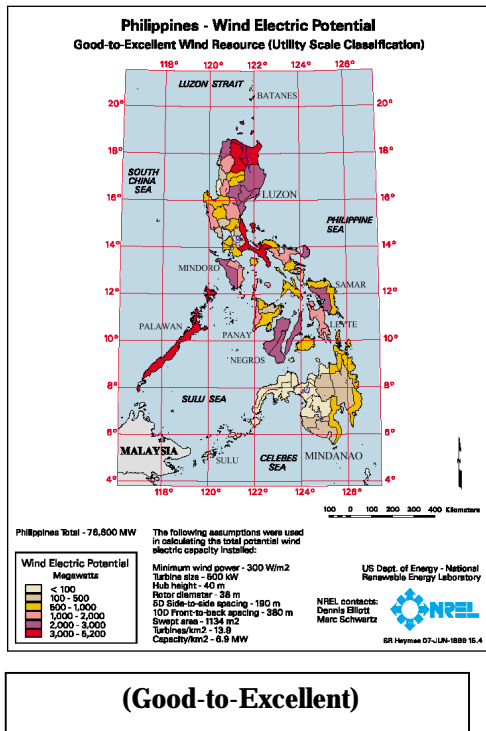 Philippines - Wind Electric Potential
Good-to-Excellent Wind Resource (Utility Scale Classification)
118° 120° 122° 124° 126°
LUZON STRAIT
BATANES
20° 20°
18° 18°
SOUTH
CHINA
SEA
LUZON
16° 16°
PHILIPPINE
SEA
14° 14°
MINDORO
SAMAR
12° 12°
PALAWAN
PANAY
LEYTE
10° 10°
NEGROS
8° 8°
SULU SEA
6° 6°
MALAYSIA
SULU
CELEBES
SEA
MINDANAO
4° 4°
118° 120° 122° 124° 126°
100 0 100 200 300 400 Kilometers
Philippines Total - 76,600 MW
The following assumptions were used
in calculating the total potential wind
electric capacity installed:
Wind Electric Potential
Megawatts
< 100
100 - 500
500 - 1,000
1,000 - 2,000
2,000 - 3,000
3,000 - 5,200
Minimum wind power - 300 W/m2
Turbine size - 500 kW
Hub height - 40 m
Rotor diameter - 38 m
5D Side-to-side spacing - 190 m
10D Front-to-back spacing - 380 m
Swept area - 1134 m2
Turbines/km2 - 13.9
Capacity/km2 - 6.9 MW
US Dept. of Energy - National
Renewable Energy Laboratory
NREL contacts:
Dennis Elliott
Marc Schwartz
NREL
SR Haymes 07-JUN-1999 15.4
(Good-to-Excellent)